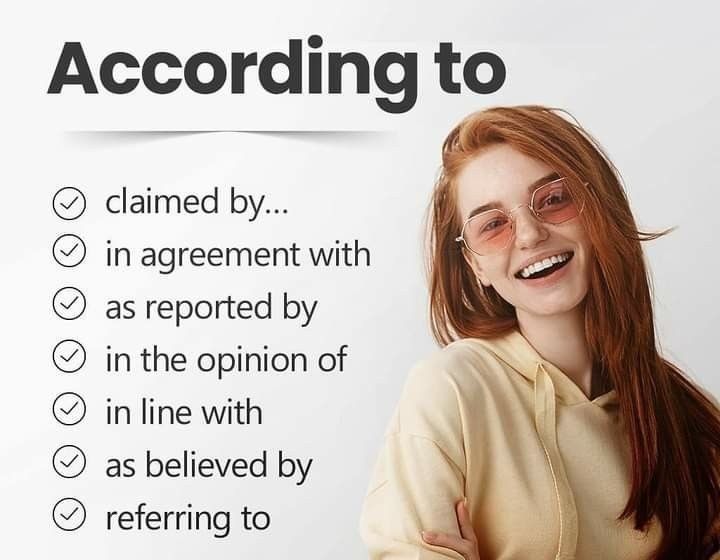 According to
claimed by...
in agreement with
as reported by
in the opinion of
in line with
as believed by
referring to